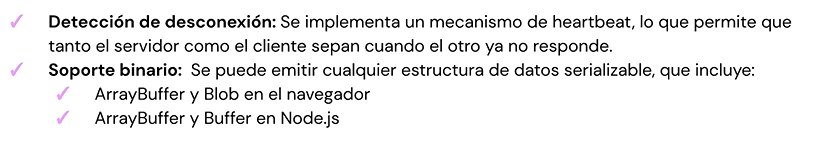 ✓ Detección de desconexión: Se implementa un mecanismo de heartbeat, lo que permite que
tanto el servidor como el cliente sepan cuando el otro ya no responde.
✓ Soporte binario: Se puede emitir cualquier estructura de datos serializable, que incluye:
✓ ArrayBuffer y Blob en el navegador
✓ ArrayBuffer y Buffer en Node.js